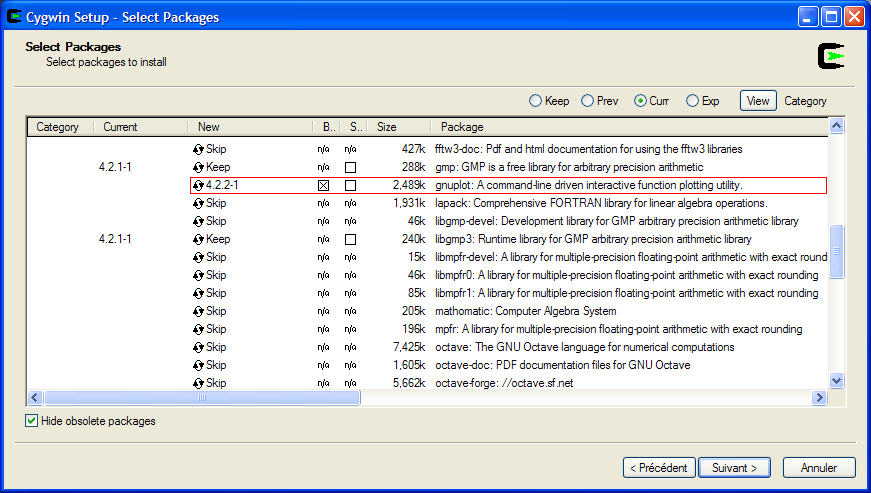 Cygwin Setup - Select Packages
Select Packages
Select packages to install
Keep Prev Curr Exp View Category
Category Current New B.. S.. Size Package
Skip n/a n/a 427k fftw3-doc: Pdf and html documentation for using the fftw3 libraries
4.2.1-1 Keep n/a 288k gmp: GMP is a free library for arbitrary precision arithmetic
4.2.2-1 2,489k gnuplot: A command-line driven interactive function plotting utility.
Skip n/a n/a 1,931k lapack: Comprehensive FORTRAN library for linear algebra operations.
Skip n/a n/a 46k libgmp-devel: Development library for GMP arbitrary precision arithmetic library
4.2.1-1 Keep n/a 240k libgmp3: Runtime library for GMP arbitrary precision arithmetic library
Skip n/a n/a 15k libmpfr-devel: A library for multiple-precision floating-point arithmetic with exact round
Skip n/a n/a 46k libmpfr0: A library for multiple-precision floating-point arithmetic with exact rounding
Skip n/a n/a 85k libmpfr1: A library for multiple-precision floating-point arithmetic with exact rounding
Skip n/a n/a 205k mathomatic: Computer Algebra System
Skip n/a n/a 196k mpfr: A library for multiple-precision floating-point arithmetic with exact rounding
Skip n/a n/a 7,425k octave: The GNU Octave language for numerical computations
Skip n/a n/a 1,605k octave-doc: PDF documentation files for GNU Octave
Skip n/a n/a 5,662k octave-forge: //octave.sf.net
Hide obsolete packages
< Précédent Suivant > Annuler